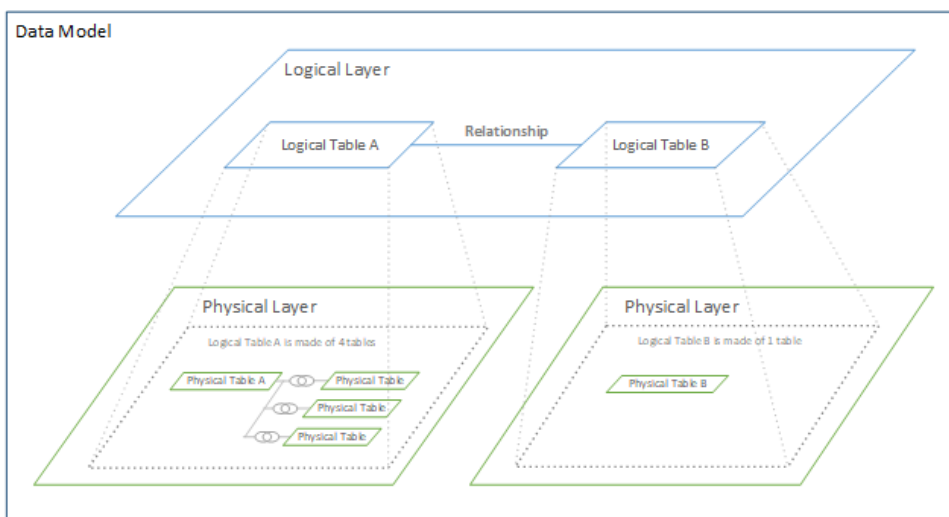 Data Model
Logical Layer
Logical Table A
Relationship
Logical Table B
Physical Layer
Logical Table A is made of 4 tables
Physical Table A
Physical Table
Physical Table
Physical Table
Physical Layer
Logical Table B is made of 1 table
Physical Table B